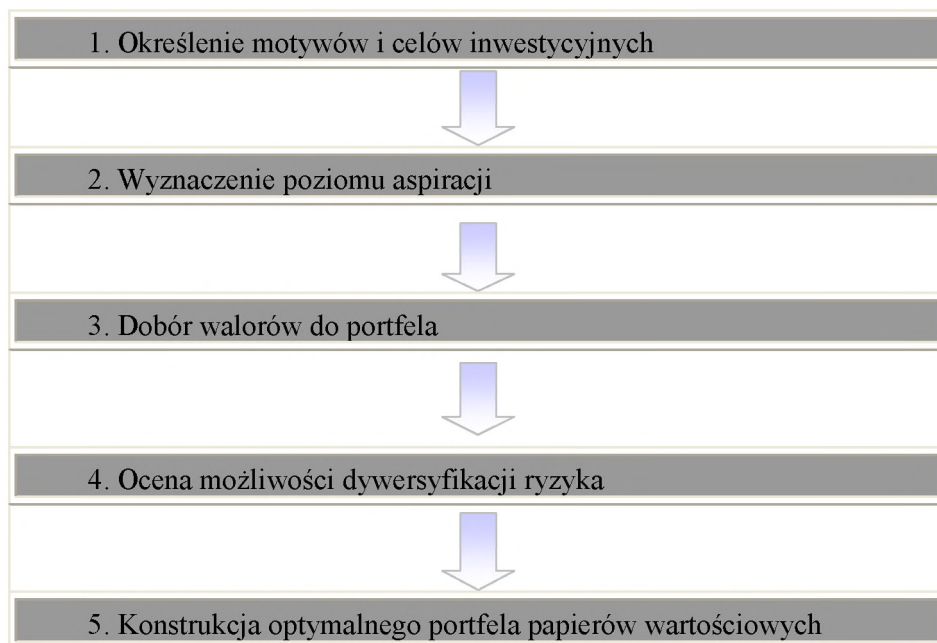 1. Określenie motywów i celów inwestycyjnych
2. Wyznaczenie poziomu aspiracji
3. Dobór walorów do portfela
4. Ocena możliwości dywersyfikacji ryzyka
5. Konstrukcja optymalnego portfela papierów wartościowych